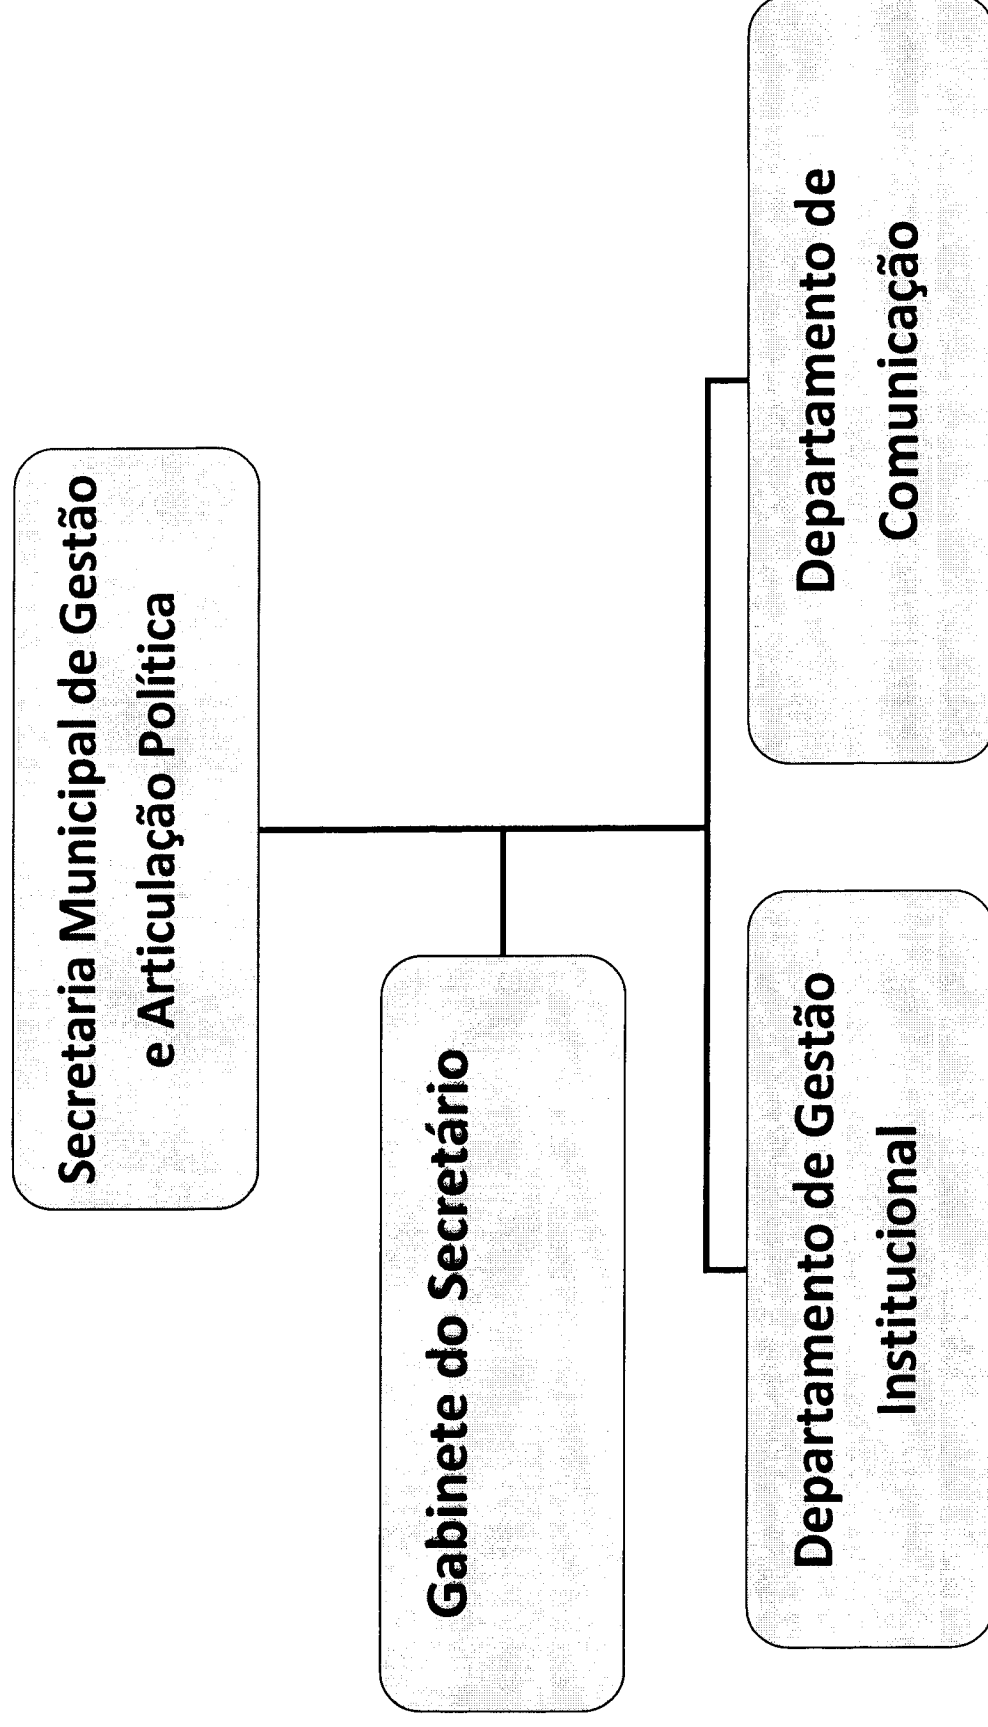 Secretaria Municipal de Gestão
e Articulação Política
Gabinete do Secretário
Departamento de Gestão
Institucional
Departamento de
Comunicação